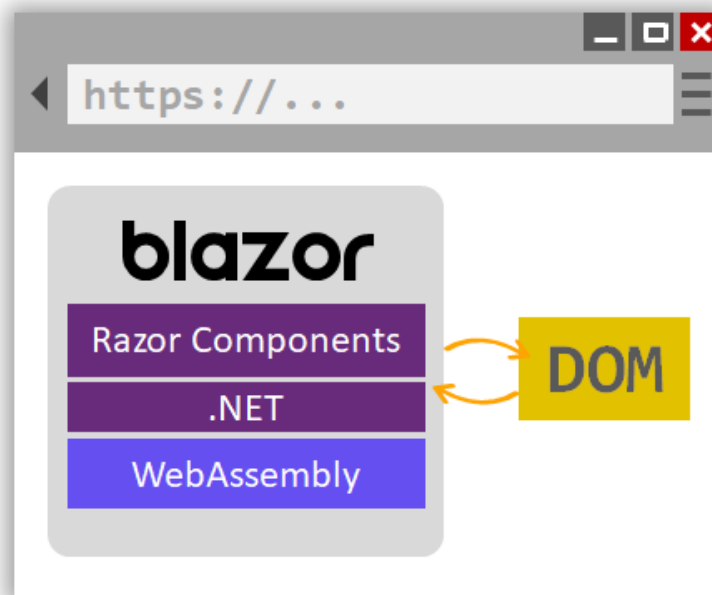 https://...
blazor
Razor Components
.NET
WebAssembly
DOM